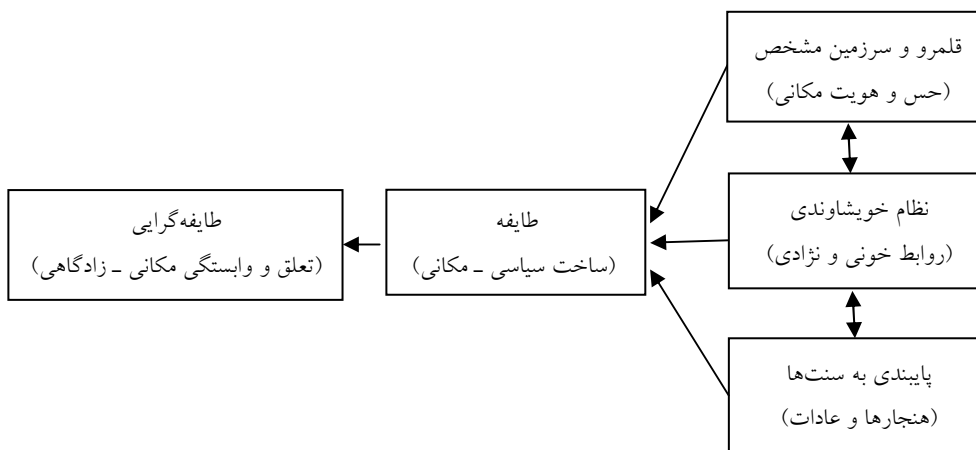 قلمرو و سرزمین مشخص
(حس و هویت مکانی)
نظام خویشاوندی
(روابط خونی و نژادی)
پایبندی به سنت‌ها
(هنجارها و عادات)
طایفه
(ساخت سیاسی ـ مکانی)
طایفه‌گرایی
(تعلق و وابستگی مکانی ـ زادگاهی)